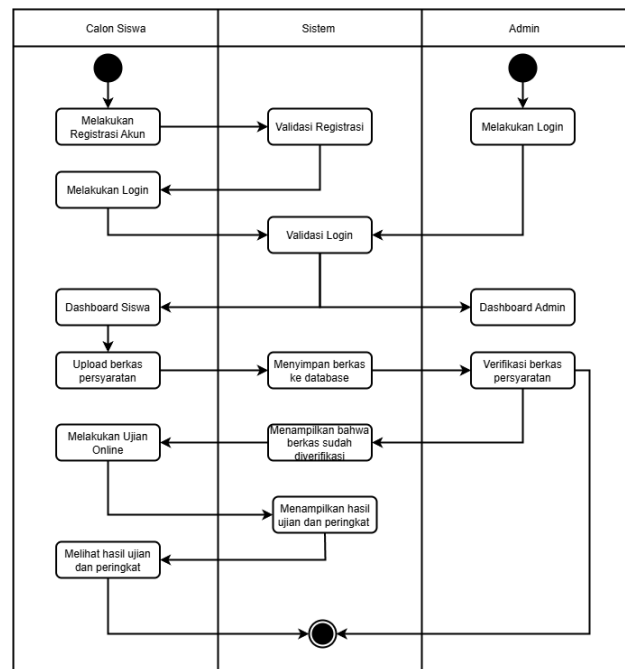 Calon Siswa
Sistem
Admin
Melakukan
Registrasi Akun
Validasi Registrasi
Melakukan Login
Melakukan Login
Validasi Login
Dashboard Siswa
Dashboard Admin
Upload berkas
persyaratan
Menyimpan berkas
ke database
Verifikasi berkas
persyaratan
Melakukan Ujian
Online
Menampilkan bahwa
berkas sudah
diverifikasi
Menampilkan hasil
ujian dan peringkat
Melihat hasil ujian
dan peringkat